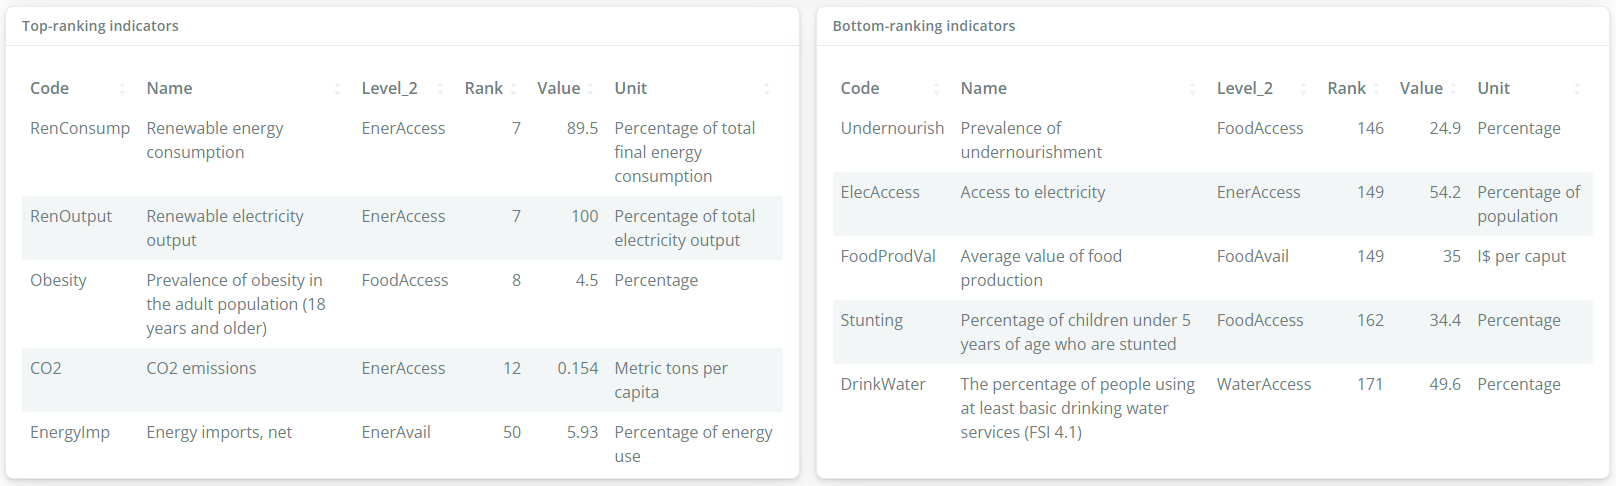 Top-ranking indicators
Code Name Level_2 Rank Value Unit
RenConsump Renewable energy EnerAccess 7 89.5 Percentage of total
consumption final energy
consumption
RenOutput Renewable electricity EnerAccess 7 100 Percentage of total
output electricity output
Obesity Prevalence of obesity in FoodAccess 8 4.5 Percentage
the adult population (18
years and older)
CO2 CO2 emissions EnerAccess 12 0.154 Metric tons per
capita
EnergyImp Energy imports, net EnerAvail 50 5.93 Percentage of energy
use
Bottom-ranking indicators
Code Name Level_2 Rank Value Unit
Undernourish Prevalence of FoodAccess 146 24.9 Percentage
undernourishment
ElecAccess Access to electricity EnerAccess 149 54.2 Percentage of
population
FoodProdVal Average value of food FoodAvail 149 35 I$ per caput
production
Stunting Percentage of children under 5 FoodAccess 162 34.4 Percentage
years of age who are stunted
DrinkWater The percentage of people using WaterAccess 171 49.6 Percentage
at least basic drinking water
services (FSI 4.1)